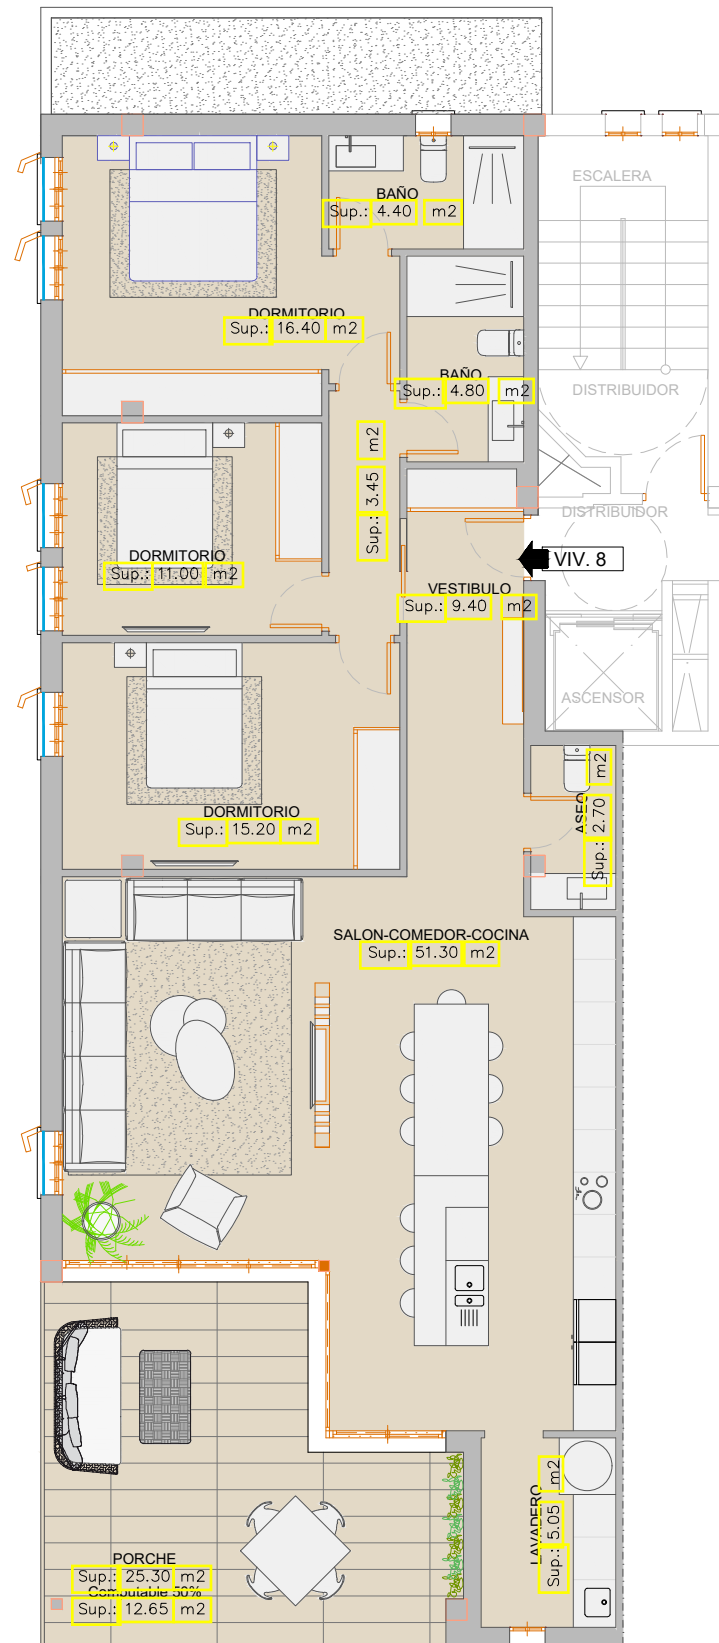 ESCALERA
BAÑO
Sup.: 4.40 m2
DORMITORIO
Sup.: 16.40 m2
BAÑO
Sup.: 4.80 m2
DISTRIBUIDOR
Sup.: 3.45 m2
DISTRIBUIDOR
DORMITORIO
Sup.: 11.00 m2
VIV. 8
VESTIBULO
Sup.: 9.40 m2
ASCENSOR
DORMITORIO
Sup.: 15.20 m2
ASEO
Sup.: 2.70 m2
SALON-COMEDOR-COCINA
Sup.: 51.30 m2
LAVADERO
Sup.: 5.05 m2
PORCHE
Sup.: 25.30 m2
Computable 50%
Sup.: 12.65 m2